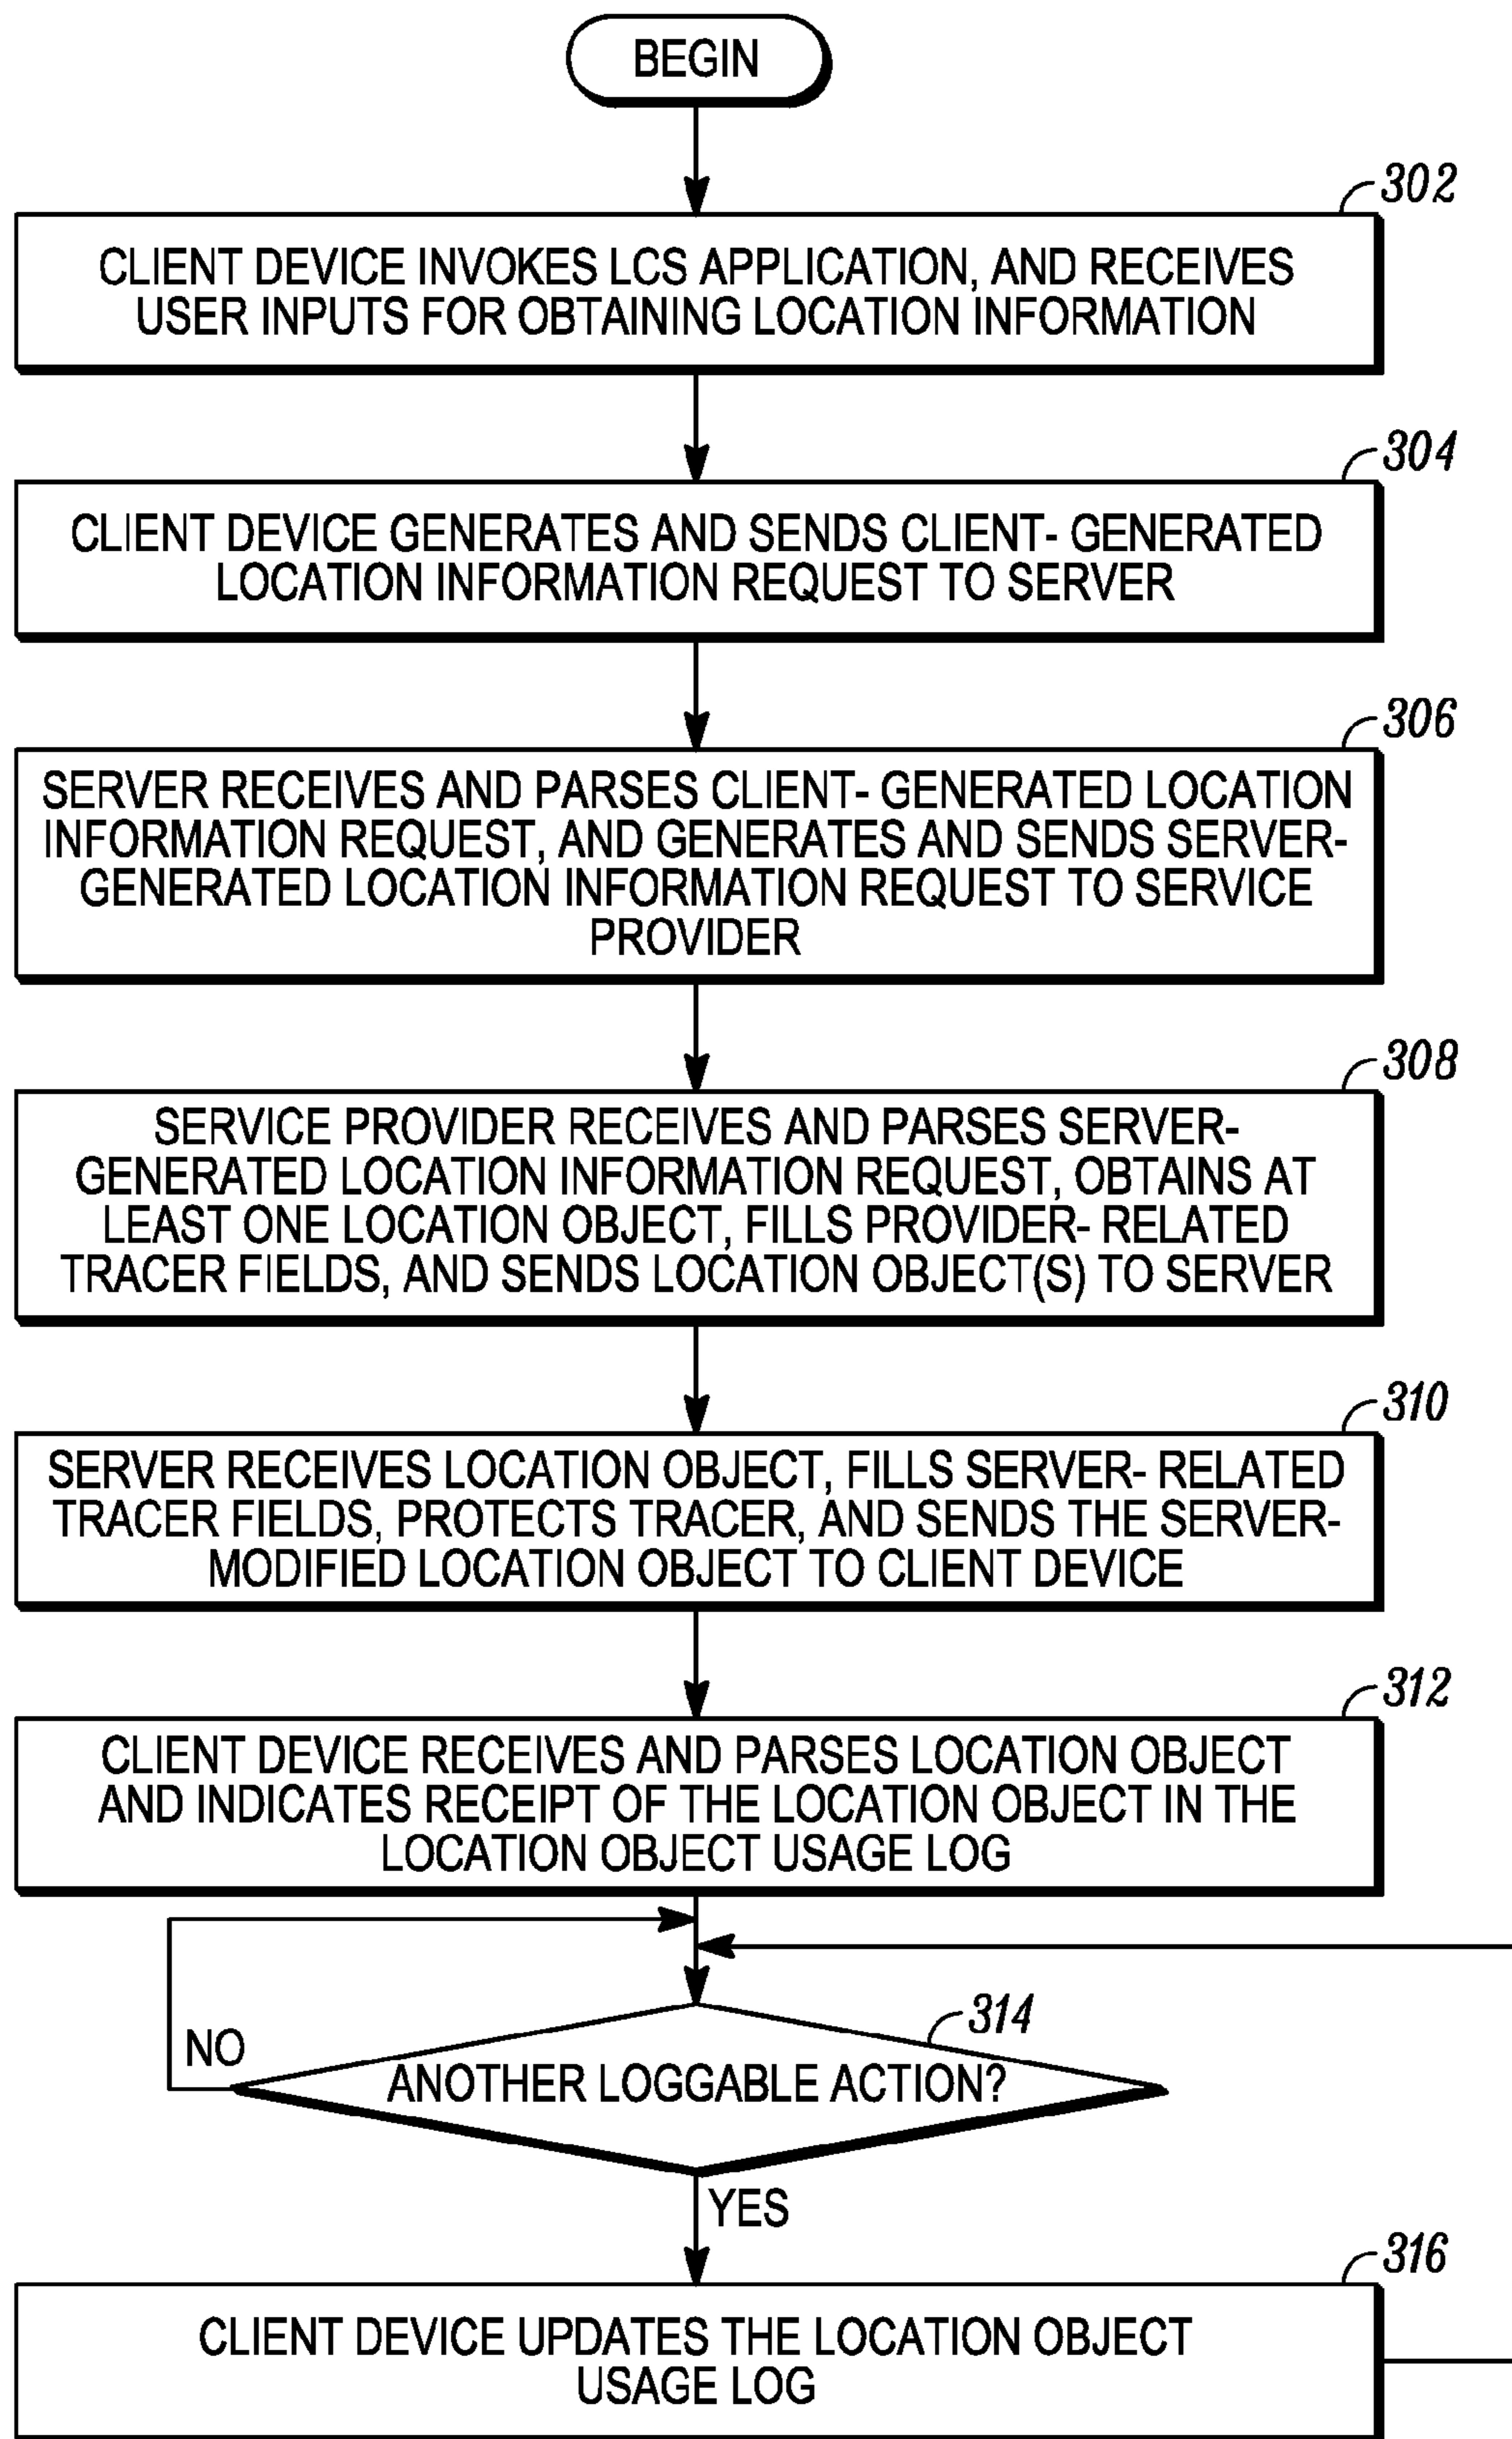 BEGIN
302
CLIENT DEVICE INVOKES LCS APPLICATION, AND RECEIVES
USER INPUTS FOR OBTAINING LOCATION INFORMATION
304
CLIENT DEVICE GENERATES AND SENDS CLIENT- GENERATED
LOCATION INFORMATION REQUEST TO SERVER
306
SERVER RECEIVES AND PARSES CLIENT- GENERATED LOCATION
INFORMATION REQUEST, AND GENERATES AND SENDS SERVER-
GENERATED LOCATION INFORMATION REQUEST TO SERVICE
PROVIDER
308
SERVICE PROVIDER RECEIVES AND PARSES SERVER-
GENERATED LOCATION INFORMATION REQUEST, OBTAINS AT
LEAST ONE LOCATION OBJECT, FILLS PROVIDER- RELATED
TRACER FIELDS, AND SENDS LOCATION OBJECT(S) TO SERVER
310
SERVER RECEIVES LOCATION OBJECT, FILLS SERVER- RELATED
TRACER FIELDS, PROTECTS TRACER, AND SENDS THE SERVER-
MODIFIED LOCATION OBJECT TO CLIENT DEVICE
312
CLIENT DEVICE RECEIVES AND PARSES LOCATION OBJECT
AND INDICATES RECEIPT OF THE LOCATION OBJECT IN THE
LOCATION OBJECT USAGE LOG
314
NO
ANOTHER LOGGABLE ACTION?
YES
316
CLIENT DEVICE UPDATES THE LOCATION OBJECT
USAGE LOG